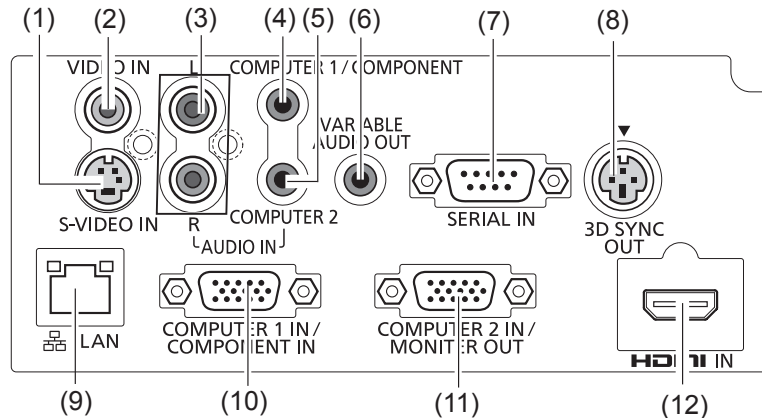 (1) (2) (3) (4) (5) (6) (7) (8)
VIDEO IN L COMPUTER 1 / COMPONENT
VARIABLE
AUDIO OUT
S-VIDEO IN R COMPUTER 2 SERIAL IN 3D SYNC
OUT
AUDIO IN
LAN COMPUTER 1 IN /
COMPONENT IN
COMPUTER 2 IN /
MONITER OUT
HDMI IN
(9) (10) (11) (12)